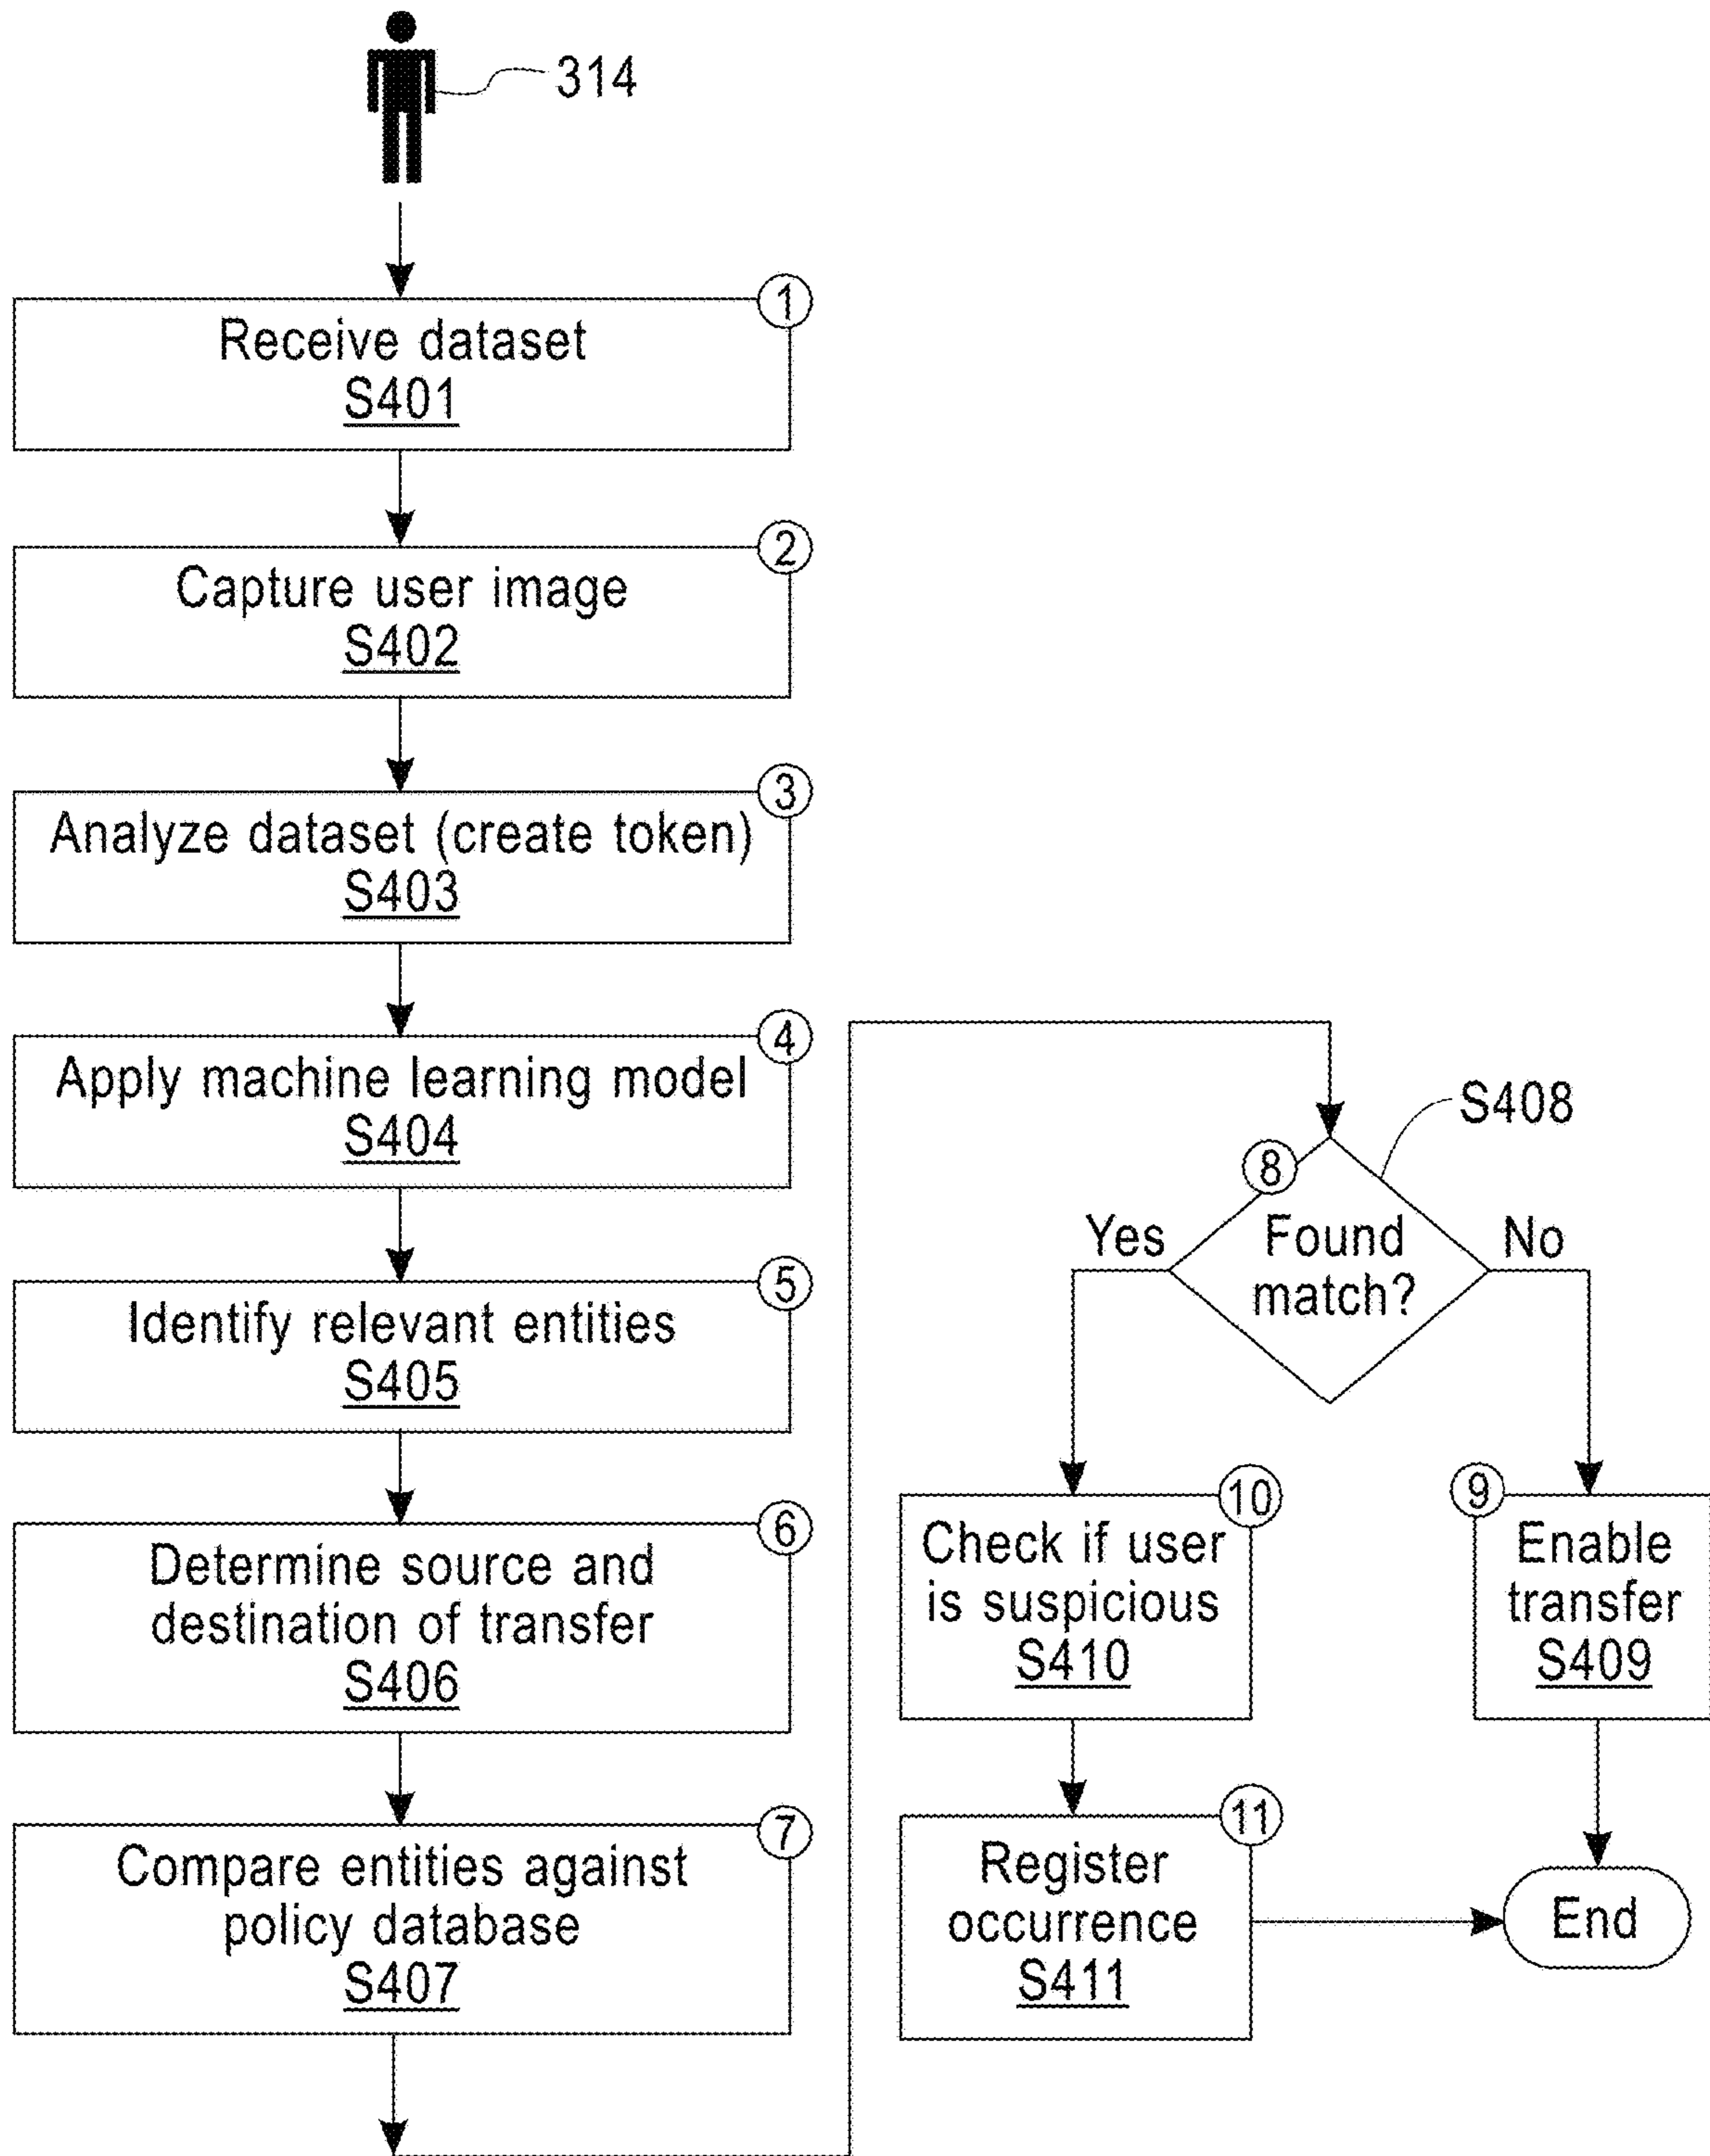 314
1
Receive dataset
S401
2
Capture user image
S402
3
Analyze dataset (create token)
S403
4
Apply machine learning model
S404
5
Identify relevant entities
S405
6
Determine source and
destination of transfer
S406
7
Compare entities against
policy database
S407
S408
8
Yes
Found
match?
No
10
Check if user
is suspicious
S410
9
Enable
transfer
S409
11
Register
occurrence
S411
End